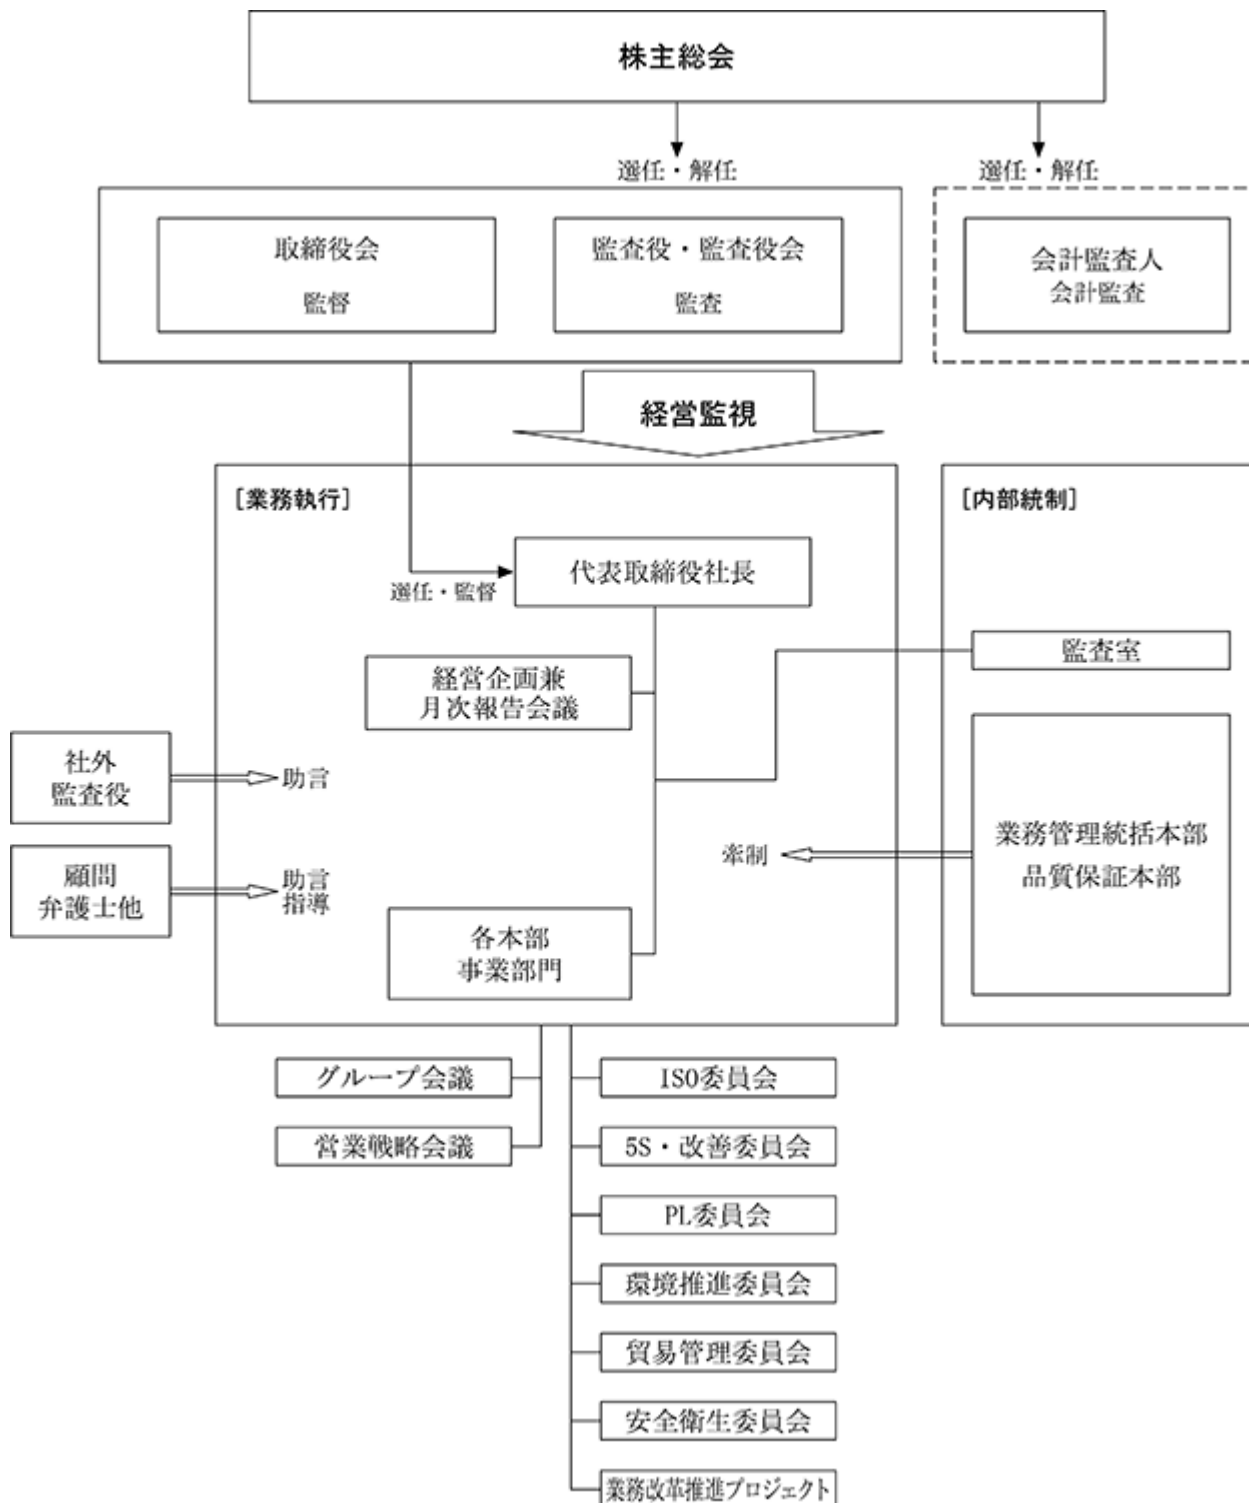 株主総会
選任・解任
選任・解任
取締役会
監督
監査役・監査役会
監査
会計監査人
会計監査
経営監視
[業務執行]
[内部統制]
代表取締役社長
選任・監督
経営企画兼
月次報告会議
監査室
社外
監査役
助言
業務管理統括本部
品質保証本部
牽制
顧問
弁護士他
助言
指導
各本部
事業部門
グループ会議
ISO委員会
営業戦略会議
5S・改善委員会
PL委員会
環境推進委員会
貿易管理委員会
安全衛生委員会
業務改革推進プロジェクト